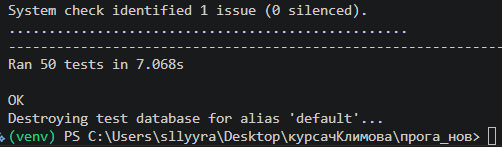 System check identified 1 issue (0 silenced).
..................................................
----------------------------------------------------------------------
Ran 50 tests in 7.068s
OK
Destroying test database for alias 'default'...
(venv) PS C:\Users\sllyyra\Desktop\курсачКлимова\прога_нов>